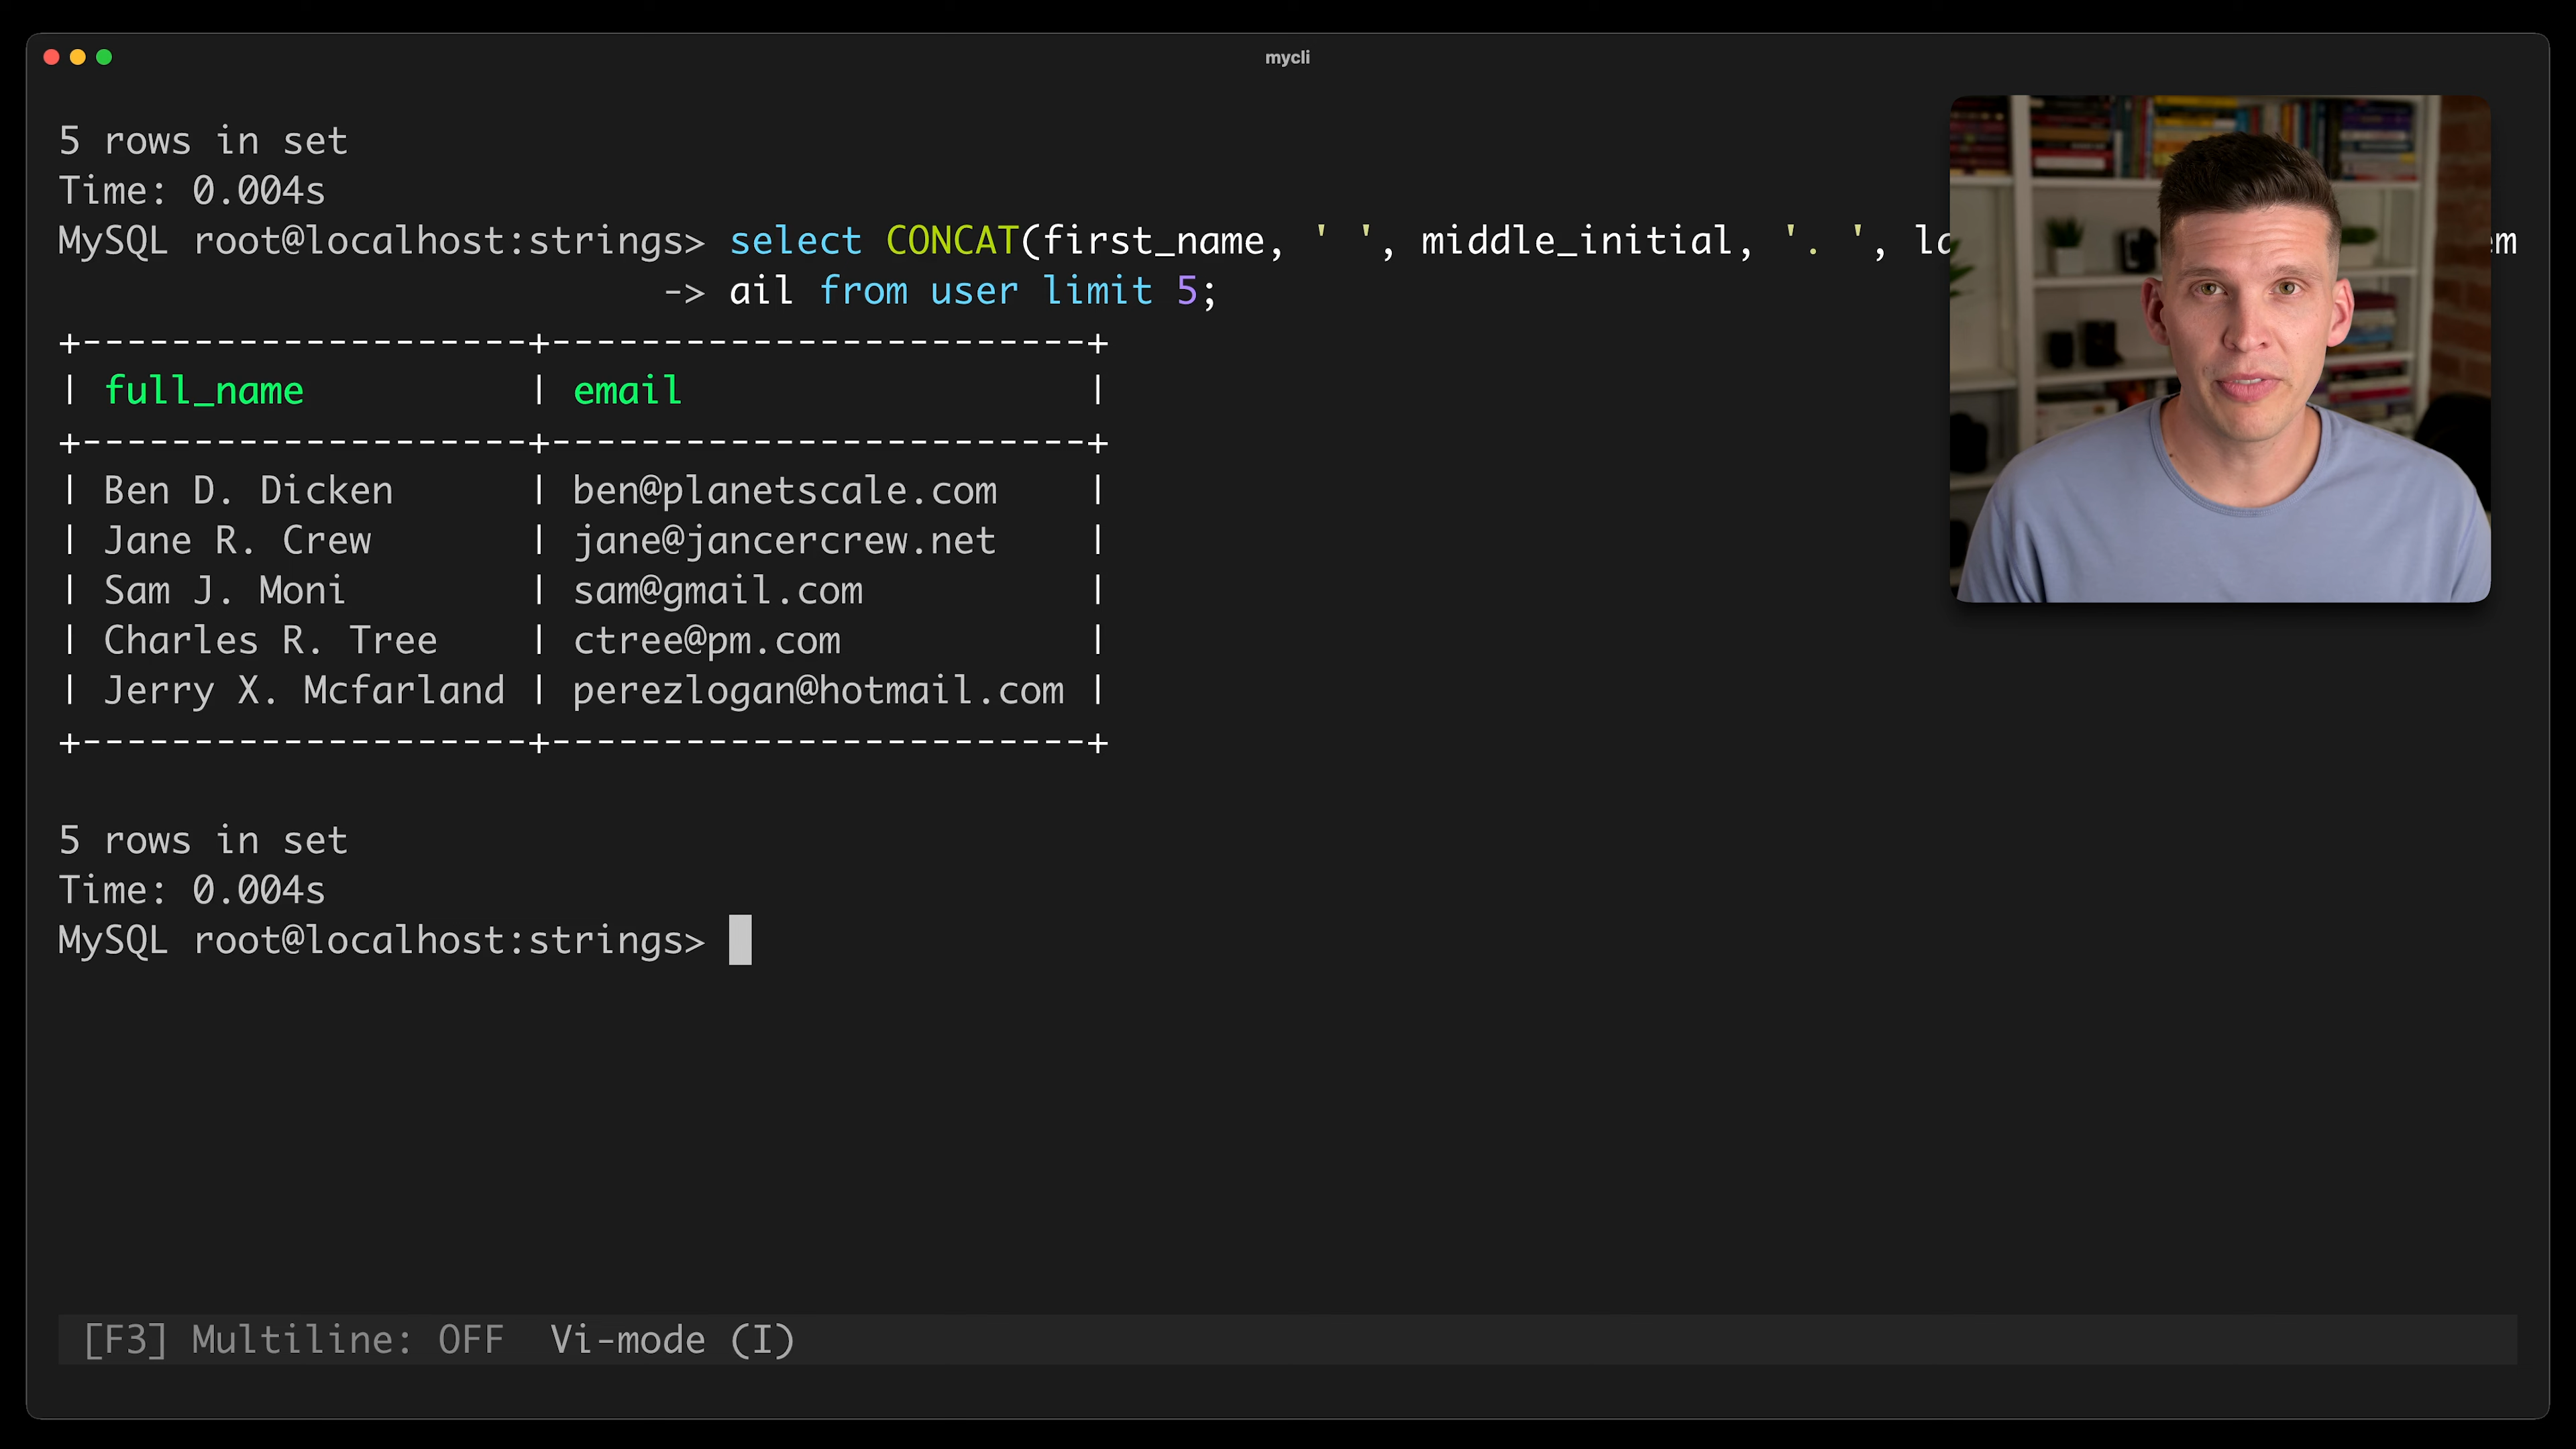 mycli
5 rows in set
Time: 0.004s
MySQL root@localhost:strings> select CONCAT(first_name, ' ', middle_initial, '. ',
-> ail from user limit 5;
+--------------------+------------------------+
| full_name | email |
+--------------------+------------------------+
| Ben D. Dicken | ben@planetscale.com |
| Jane R. Crew | jane@jancercrew.net |
| Sam J. Moni | sam@gmail.com |
| Charles R. Tree | ctree@pm.com |
| Jerry X. Mcfarland | perezlogan@hotmail.com |
+--------------------+------------------------+
5 rows in set
Time: 0.004s
MySQL root@localhost:strings>
[F3] Multiline: OFF Vi-mode (I)